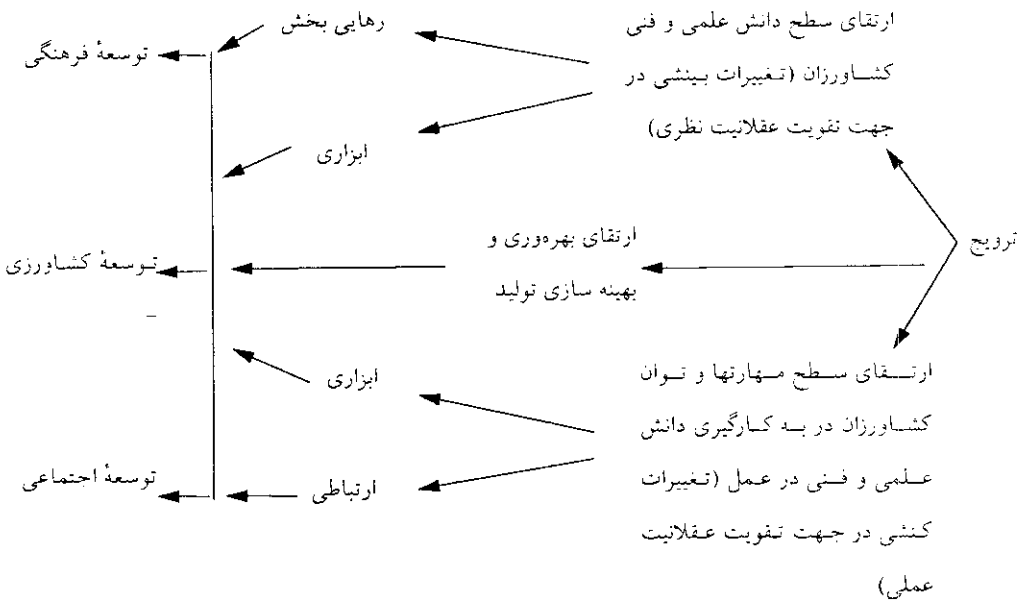 ترویج
ارتقای سطح دانش علمی و فنی
کشاورزان (تغییرات بینشی در
جهت تقویت عقلانیت نظری)
ارتقای بهره‌وری و
بهینه سازی تولید
ارتقای سطح مهارتها و توان
کشاورزان در به کارگیری دانش
علمی و فنی در عمل (تغییرات
کنشی در جهت تقویت عقلانیت
عملی)
رهایی بخش
ابزاری
ابزاری
ارتباطی
توسعهٔ فرهنگی
توسعهٔ کشاورزی
توسعهٔ اجتماعی